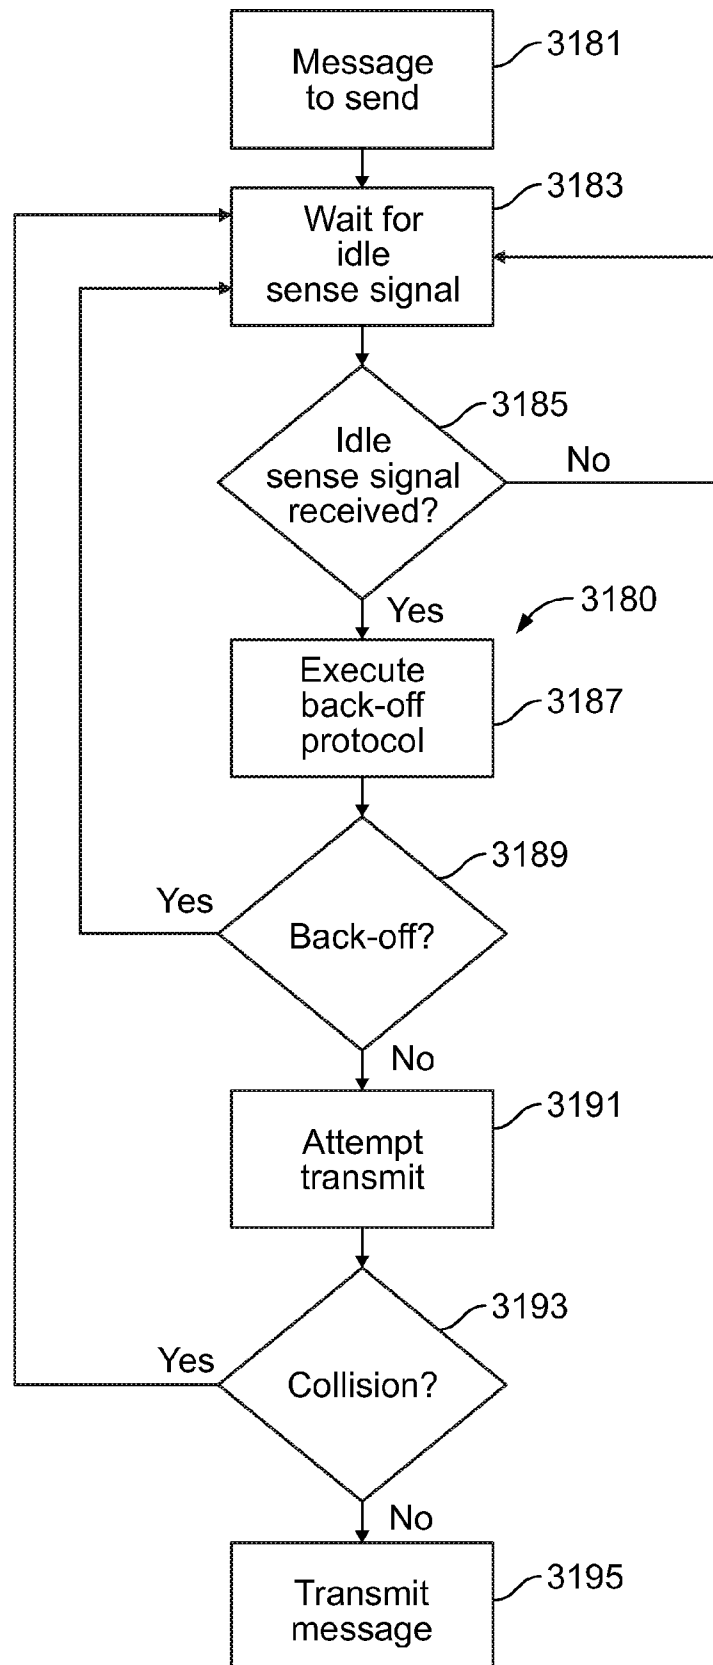 Message
to send
3181
Wait for
idle
sense signal
3183
Idle
sense signal
received?
3185
No
Yes
3180
Execute
back-off
protocol
3187
Back-off?
3189
Yes
No
Attempt
transmit
3191
Collision?
3193
Yes
No
Transmit
message
3195